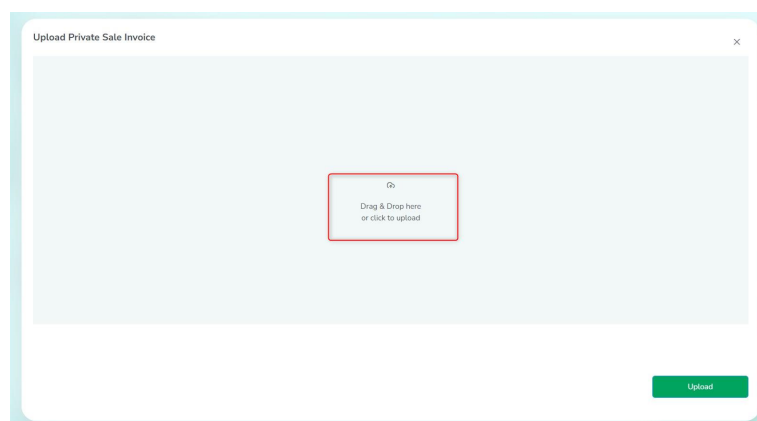 Upload Private Sale Invoice
Drag & Drop here
or click to upload
Upload